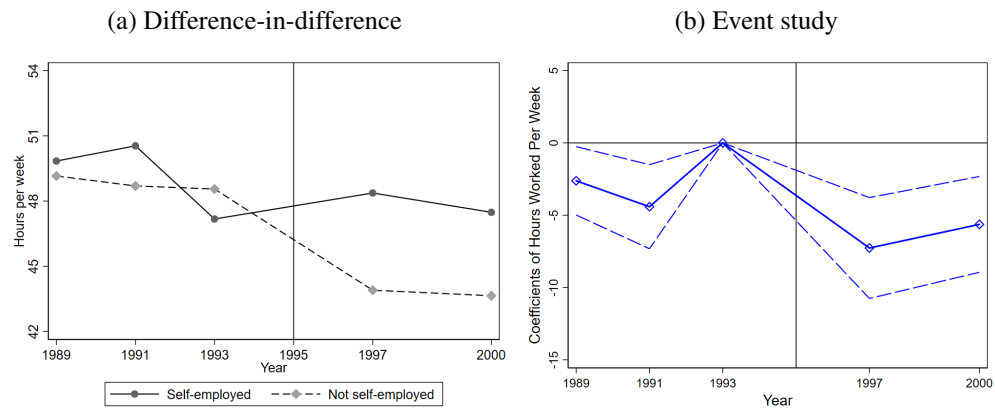 (a) Difference-in-difference
54
51
48
45
42
Hours per week
1989
1991
1993
1995
1997
2000
Year
Self-employed
Not self-employed
(b) Event study
5
0
-5
-10
-15
Coefficients of Hours Worked Per Week
1989
1991
1993
1997
2000
Year